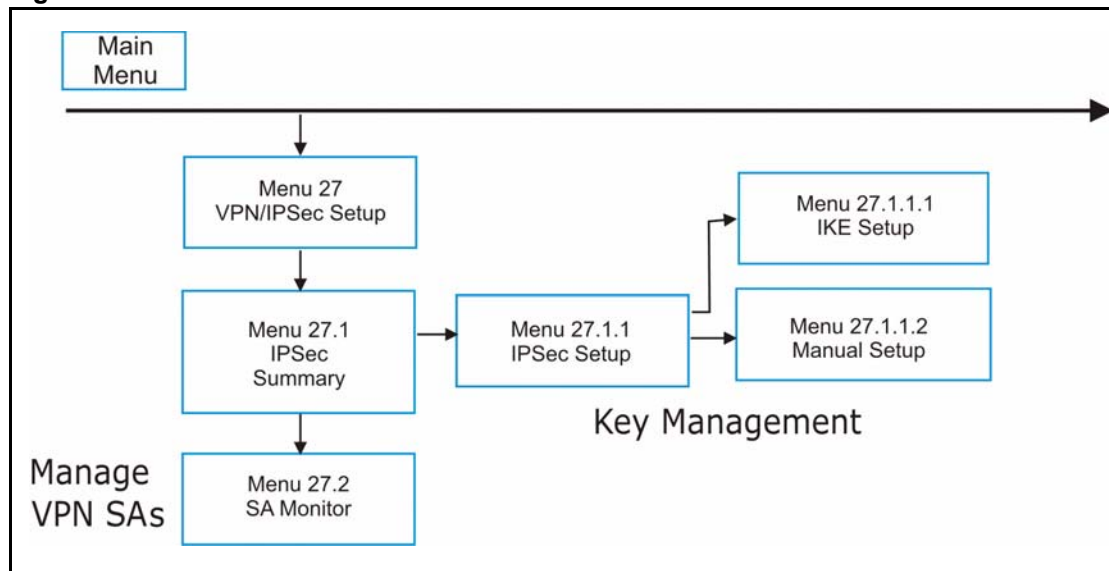 Main
Menu
Menu 27
VPN/IPSec Setup
Menu 27.1.1.1
IKE Setup
Menu 27.1
IPSec
Summary
Menu 27.1.1
IPSec Setup
Menu 27.1.1.2
Manual Setup
Key Management
Manage
VPN SAs
Menu 27.2
SA Monitor